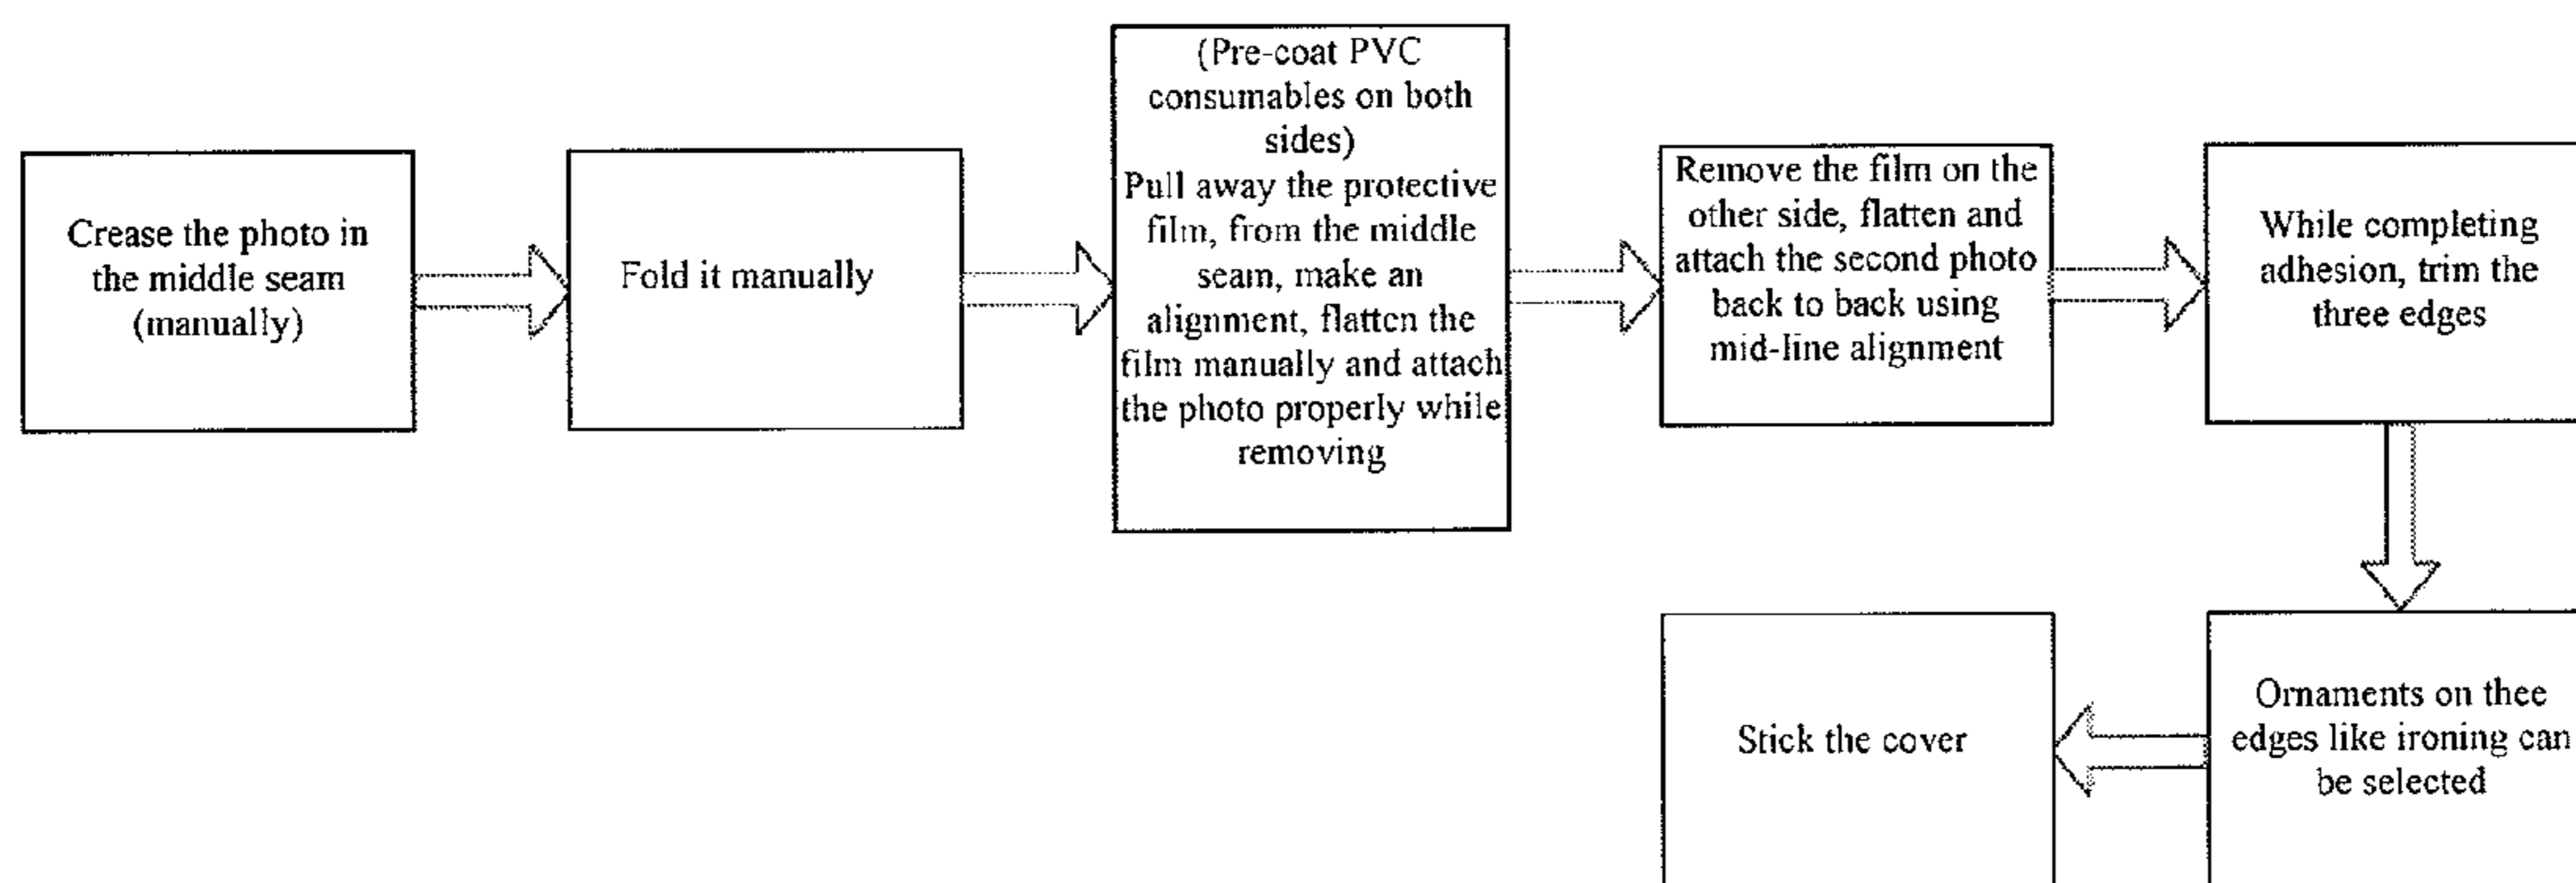 Crease the photo in
the middle seam
(manually)
Fold it manually
(Pre-coat PVC
consumables on both
sides)
Pull away the protective
film, from the middle
seam, make an
alignment, flatten the
film manually and attach
the photo properly while
removing
Remove the film on the
other side, flatten and
attach the second photo
back to back using
mid-line alignment
While completing
adhesion, trim the
three edges
Ornaments on thee
edges like ironing can
be selected
Stick the cover